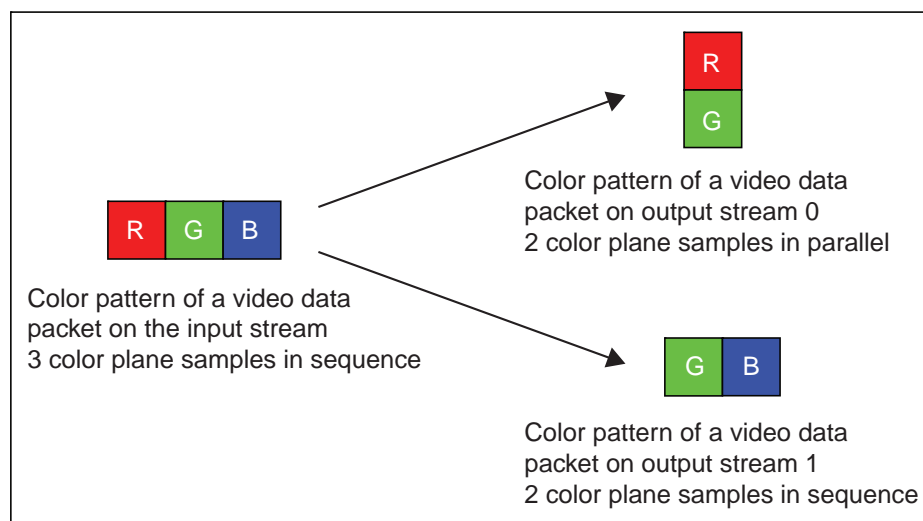 R
G
Color pattern of a video data
packet on output stream 0
2 color plane samples in parallel
R G B
Color pattern of a video data
packet on the input stream
3 color plane samples in sequence
G B
Color pattern of a video data
packet on output stream 1
2 color plane samples in sequence